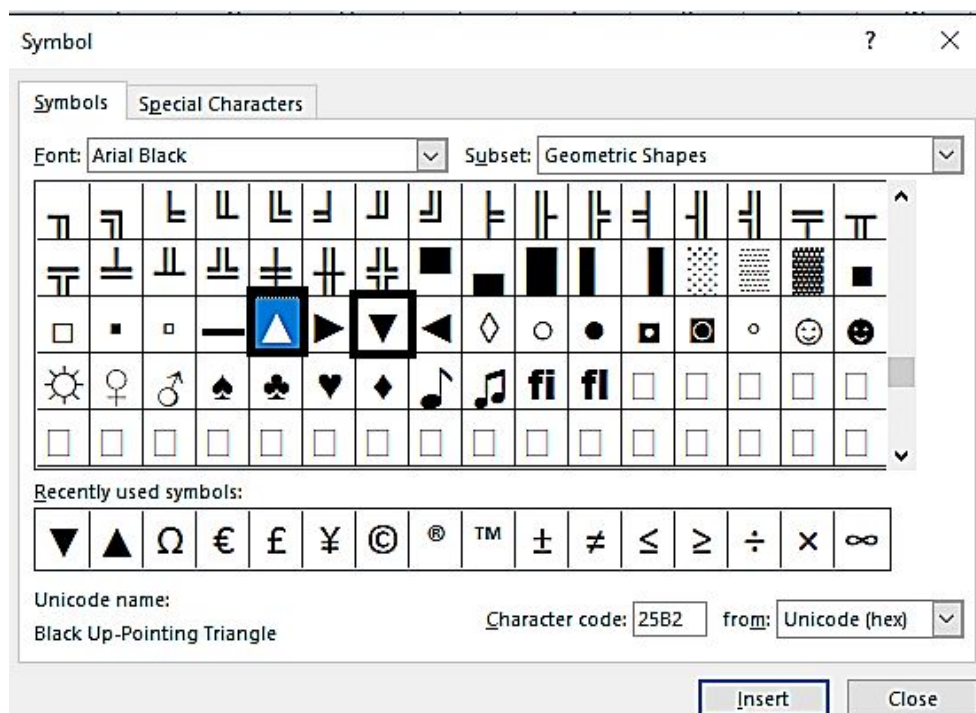 Symbol ? ×
Symbols Special Characters
Font: Arial Black Subset: Geometric Shapes
╖ ╗ ╘ ╙ ╚ ╛ ╜ ╝ ╞ ╟ ╠ ╡ ╢ ╣ ╤ ╥
╦ ╧ ╨ ╩ ╪ ╫ ╬ ▀ ▄ █ ▌ ▐ ░ ▒ ▓ ■
□ ▪ ▫ ▬ ▲ ► ▼ ◄ ◊ ○ ● ◘ ◙ ◦ ☺ ☻
☼ ♀ ♂ ♠ ♣ ♥ ♦ ♪ ♫ fi fl
Recently used symbols:
▼ ▲ Ω € £ ¥ © ® ™ ± ≠ ≤ ≥ ÷ × ∞
Unicode name:
Black Up-Pointing Triangle
Character code: 25B2 from: Unicode (hex)
Insert Close